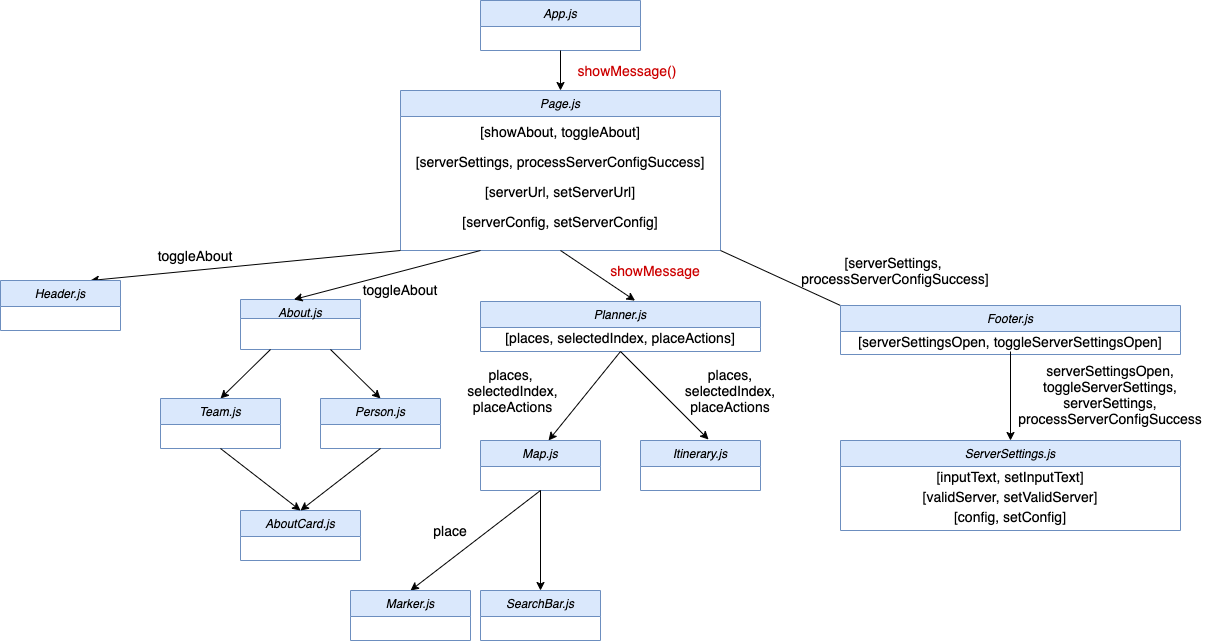 App.js
showMessage()
Page.js
[showAbout, toggleAbout]
[serverSettings, processServerConfigSuccess]
[serverUrl, setServerUrl]
[serverConfig, setServerConfig]
toggleAbout
toggleAbout
showMessage
[serverSettings,
processServerConfigSuccess]
Header.js
About.js
Planner.js
[places, selectedIndex, placeActions]
Footer.js
[serverSettingsOpen, toggleServerSettingsOpen]
places,
selectedIndex,
placeActions
places,
selectedIndex,
placeActions
serverSettingsOpen,
toggleServerSettings,
serverSettings,
processServerConfigSuccess
Team.js
Person.js
Map.js
Itinerary.js
ServerSettings.js
[inputText, setInputText]
[validServer, setValidServer]
[config, setConfig]
AboutCard.js
place
Marker.js
SearchBar.js